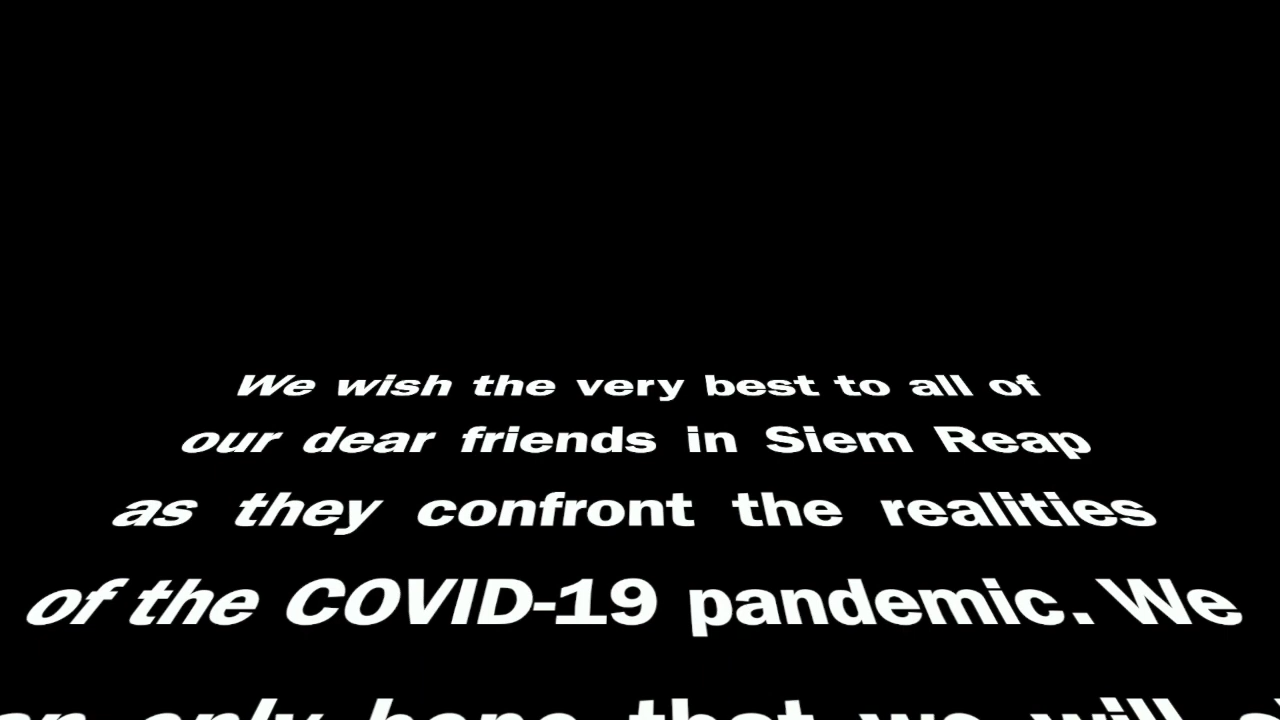 We wish the very best to all of
our dear friends in Siem Reap
as they confront the realities
of the COVID-19 pandemic. We
only hope that we will